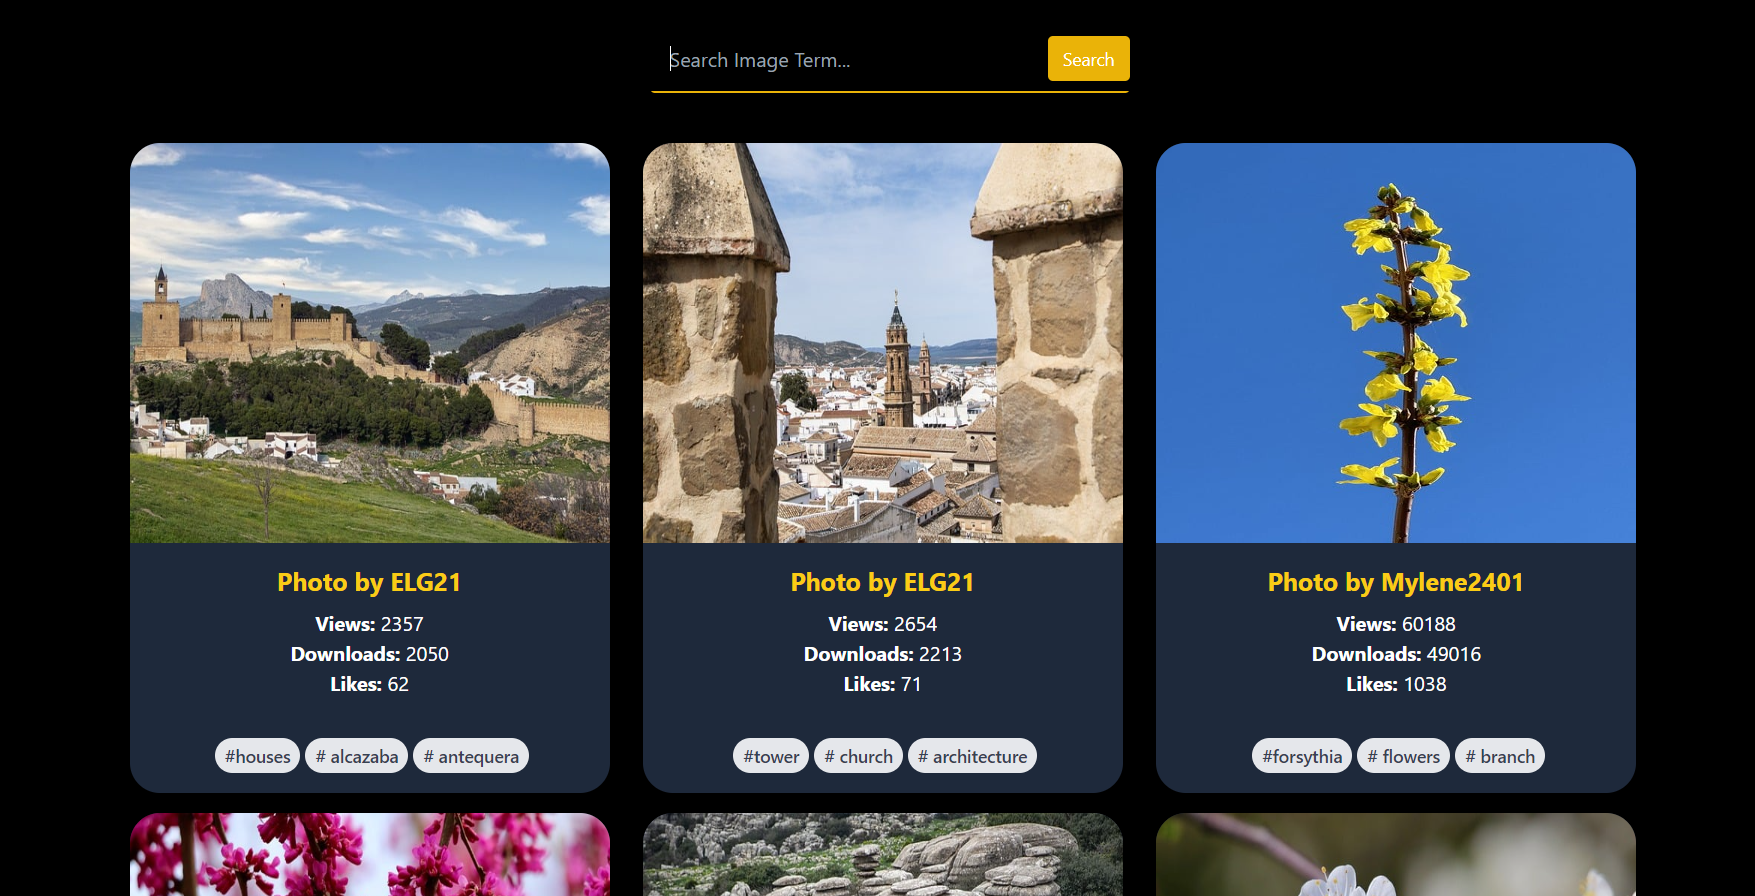 Search Image Term...
Search
Photo by ELG21
Views: 2357
Downloads: 2050
Likes: 62
#houses # alcazaba # antequera
Photo by ELG21
Views: 2654
Downloads: 2213
Likes: 71
#tower # church # architecture
Photo by Mylene2401
Views: 60188
Downloads: 49016
Likes: 1038
#forsythia # flowers # branch